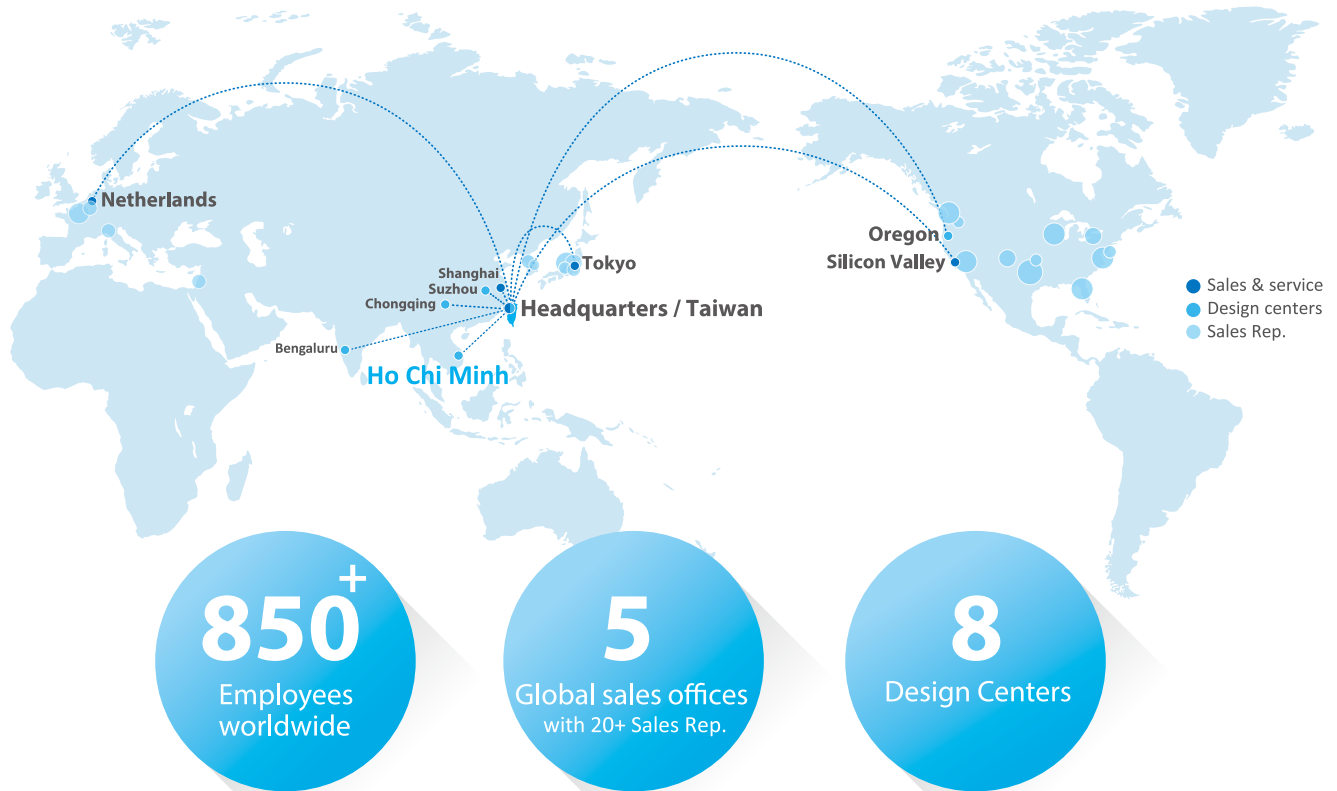 Netherlands
Oregon
Silicon Valley
Tokyo
Shanghai
Suzhou
Chongqing
Headquarters / Taiwan
Bengaluru
Ho Chi Minh
Sales & service
Design centers
Sales Rep.
850+
Employees
worldwide
5
Global sales offices
with 20+ Sales Rep.
8
Design Centers